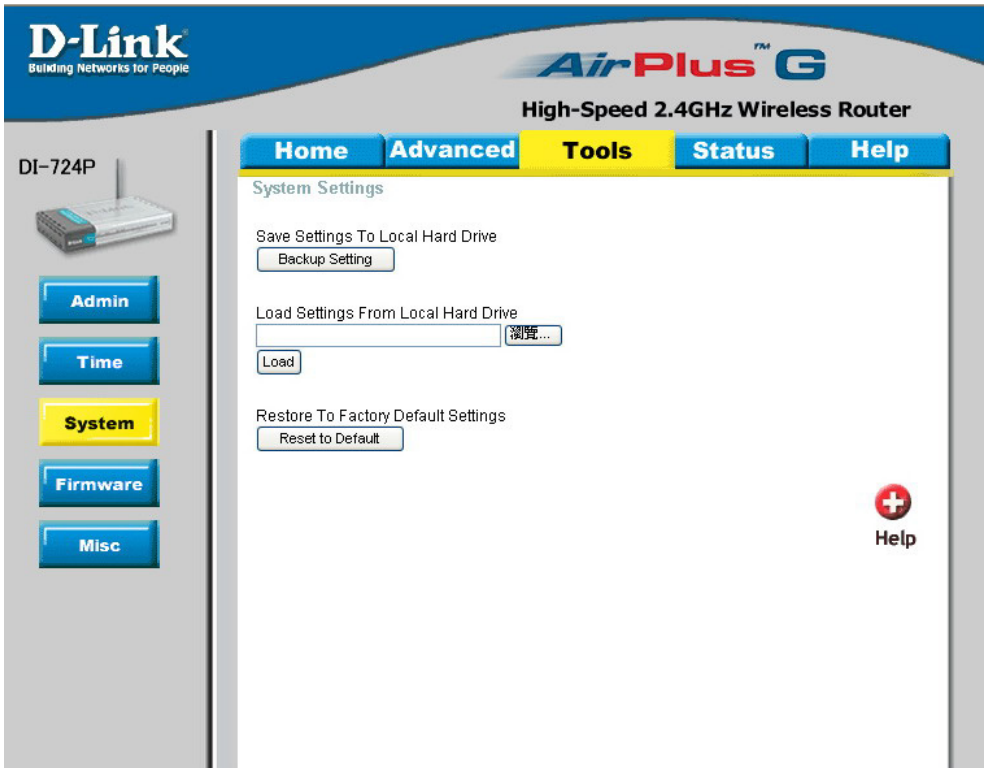 D-Link
Building Networks for People
AirPlus™ G
High-Speed 2.4GHz Wireless Router
DI-724P
Home Advanced Tools Status Help
System Settings
Save Settings To Local Hard Drive
Backup Setting
Admin
Load Settings From Local Hard Drive
瀏覽...
Time
Load
System
Restore To Factory Default Settings
Reset to Default
Firmware
Misc
Help